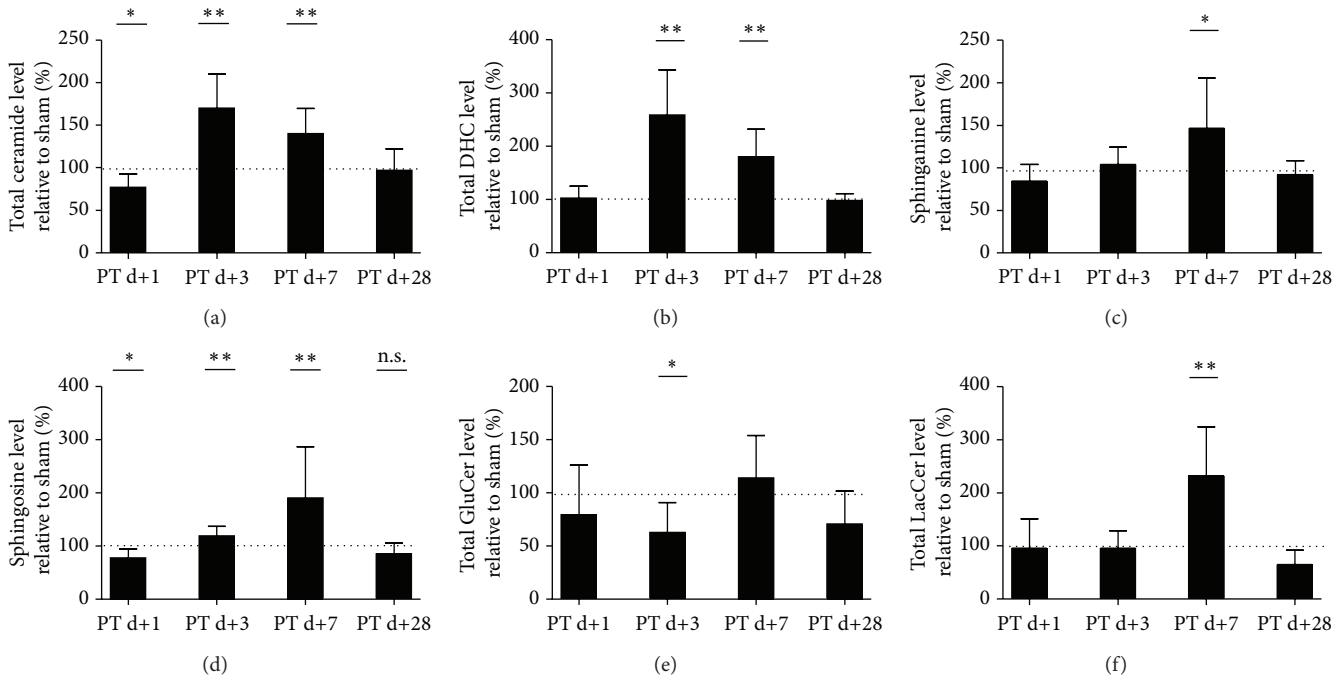 *
**
**
250
200
150
100
50
0
Total ceramide level
relative to sham (%)
PT d+1
PT d+3
PT d+7
PT d+28
(a)
**
**
400
300
200
100
0
Total DHC level
relative to sham (%)
PT d+1
PT d+3
PT d+7
PT d+28
(b)
*
250
200
150
100
50
0
Sphinganine level
relative to sham (%)
PT d+1
PT d+3
PT d+7
PT d+28
(c)
*
**
**
n.s.
400
300
200
100
0
Sphingosine level
relative to sham (%)
PT d+1
PT d+3
PT d+7
PT d+28
(d)
*
200
150
100
50
0
Total GluCer level
relative to sham (%)
PT d+1
PT d+3
PT d+7
PT d+28
(e)
**
400
300
200
100
0
Total LacCer level
relative to sham (%)
PT d+1
PT d+3
PT d+7
PT d+28
(f)